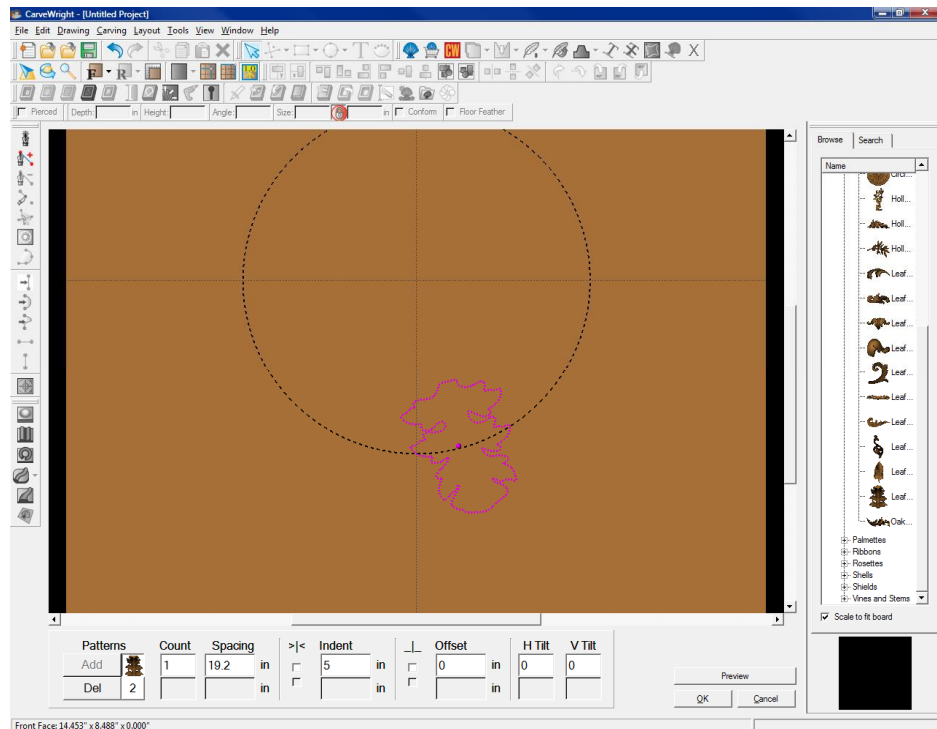 CarveWright - [Untitled Project]
File Edit Drawing Carving Layout Tools View Window Help
CW X
F R
Pierced Depth: in Height: Angle: Size: in Conform Floor Feather
Browse Search
Name
Circl...
Holl...
Holl...
Holl...
Leaf...
Leaf...
Leaf...
Leaf...
Leaf...
Leaf...
Leaf...
Leaf...
Leaf...
Leaf...
Oak...
Palmettes
Ribbons
Rosettes
Shells
Shields
Vines and Stems
Scale to fit board
Patterns Count Spacing >|< Indent _|_ Offset H Tilt V Tilt
Add 1 19.2 in 5 in 0 in 0 0
Del 2 in in in
Preview
OK Cancel
Front Face: 14.453" x 8.488" x 0.000"